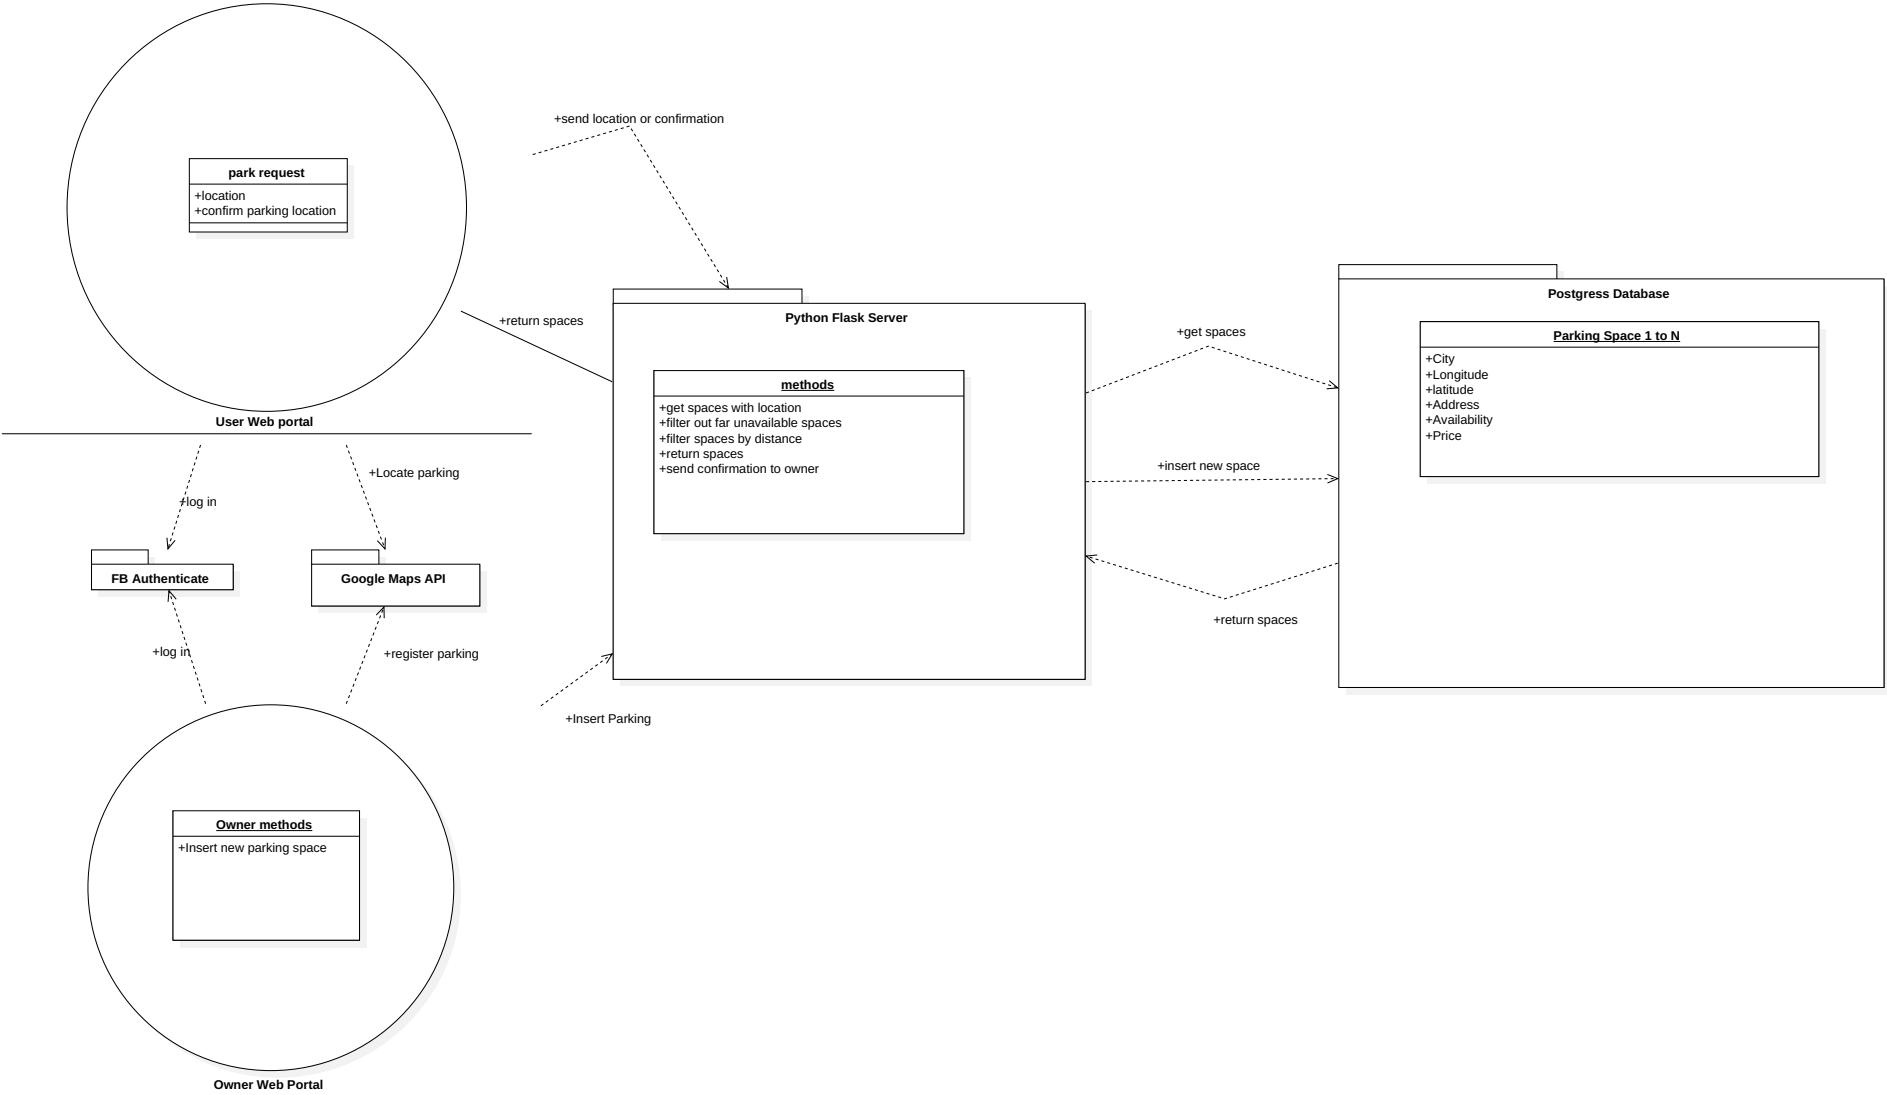 +send location or confirmation
park request
+location
+confirm parking location
+return spaces
User Web portal
+log in
+Locate parking
FB Authenticate
Google Maps API
+log in
+register parking
+Insert Parking
Owner methods
+Insert new parking space
Owner Web Portal
Python Flask Server
methods
+get spaces with location
+filter out far unavailable spaces
+filter spaces by distance
+return spaces
+send confirmation to owner
+get spaces
+insert new space
+return spaces
Postgress Database
Parking Space 1 to N
+City
+Longitude
+latitude
+Address
+Availability
+Price